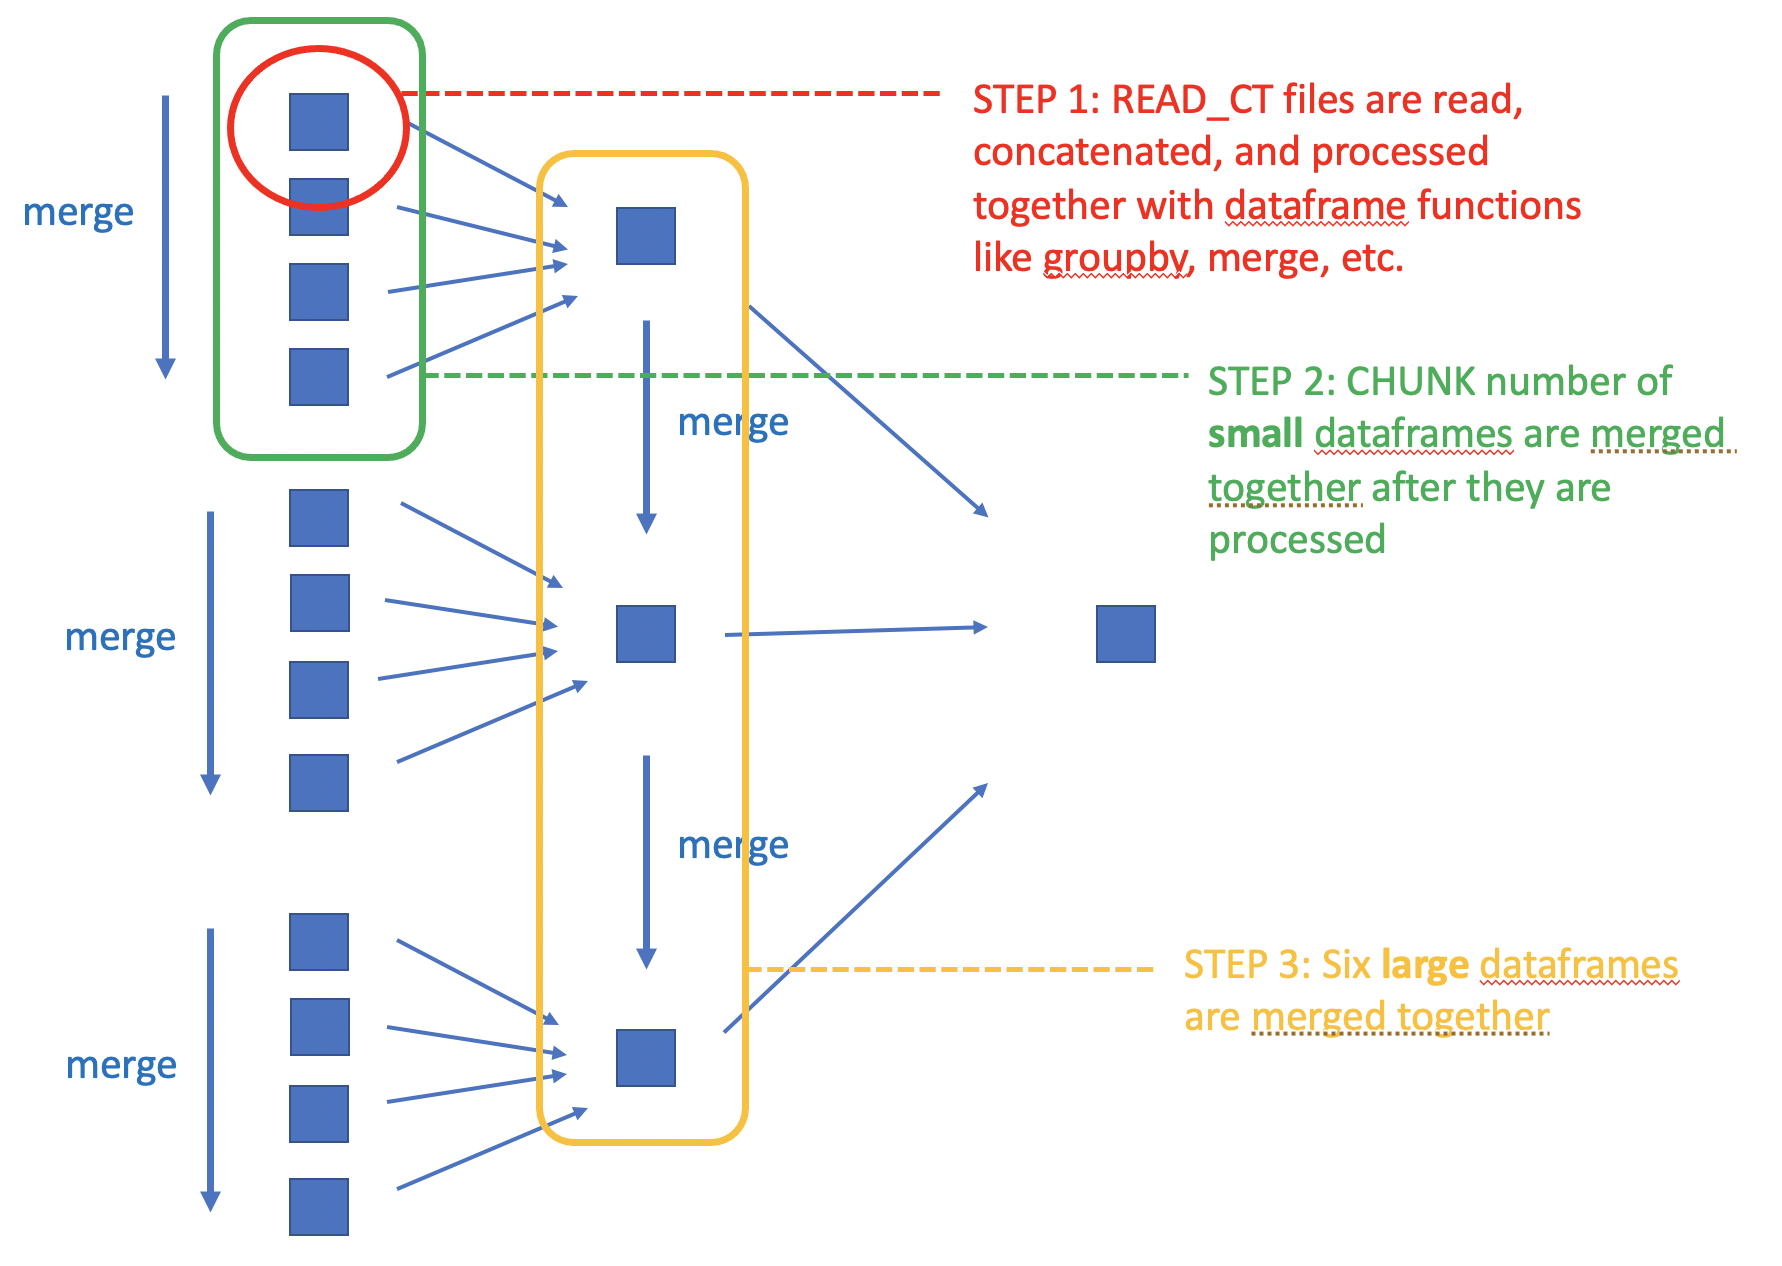 STEP 1: READ_CT files are read,
concatenated, and processed
together with dataframe functions
like groupby, merge, etc.
merge
STEP 2: CHUNK number of
small dataframes are merged
together after they are
processed
merge
merge
merge
STEP 3: Six large dataframes
are merged together
merge